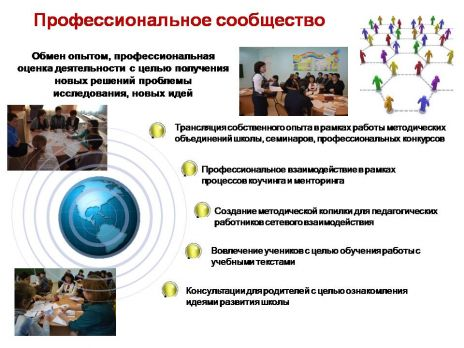 Профессиональное сообщество
Обмен опытом, профессиональная
оценка деятельности с целью получения
новых решений проблемы
исследования, новых идей
Трансляция собственного опыта в рамках работы методических
объединений школы, семинаров, профессиональных конкурсов
Профессиональное взаимодействие в рамках
процессов коучинга и менторинга
Создание методической копилки для педагогических
работников сетевого взаимодействия
Вовлечение учеников с целью обучения работы с
учебными текстами
Консультации для родителей с целью ознакомления
идеями развития школы